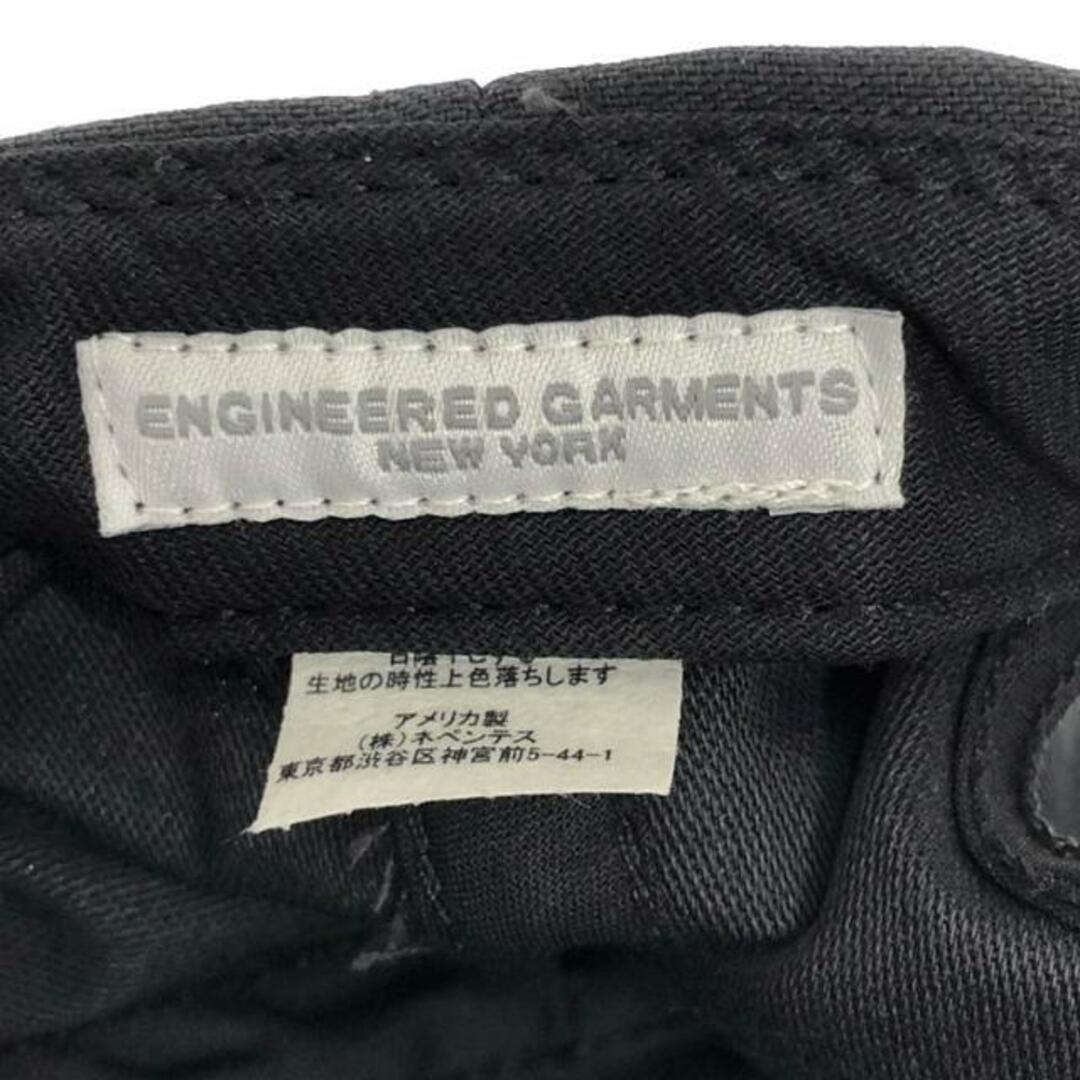 ENGINEERED GARMENTS
NEW YORK
生地の時性上色落ちします
アメリカ製
(株)ネペンテス
東京都渋谷区神宮前5-44-1